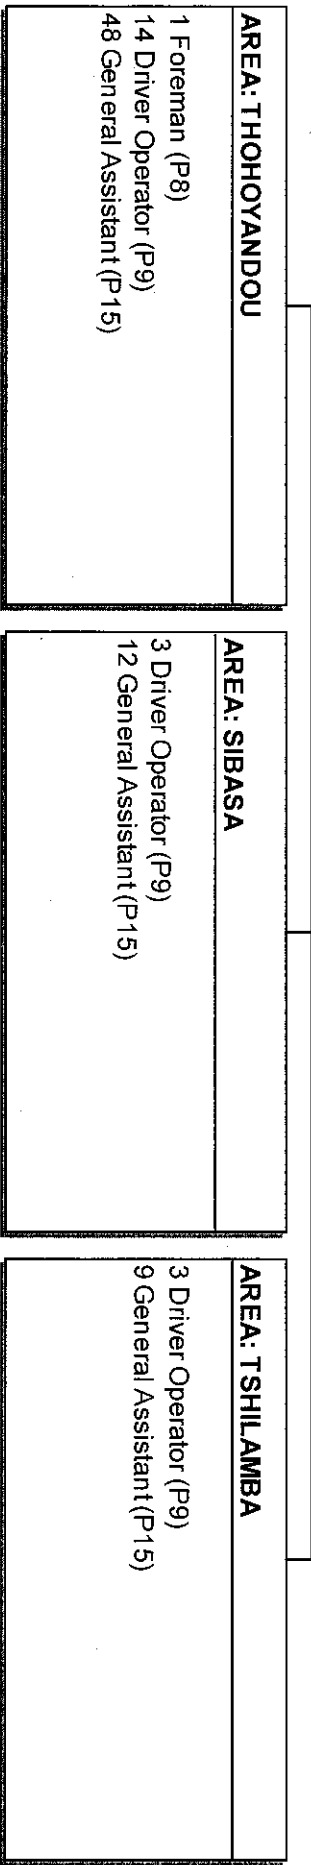 AREA: THOHOYANDOU
1 Foreman (P8)
14 Driver Operator (P9)
48 General Assistant (P15)
AREA: SIBASA
3 Driver Operator (P9)
12 General Assistant (P15)
AREA: TSHILAMBA
3 Driver Operator (P9)
9 General Assistant (P15)